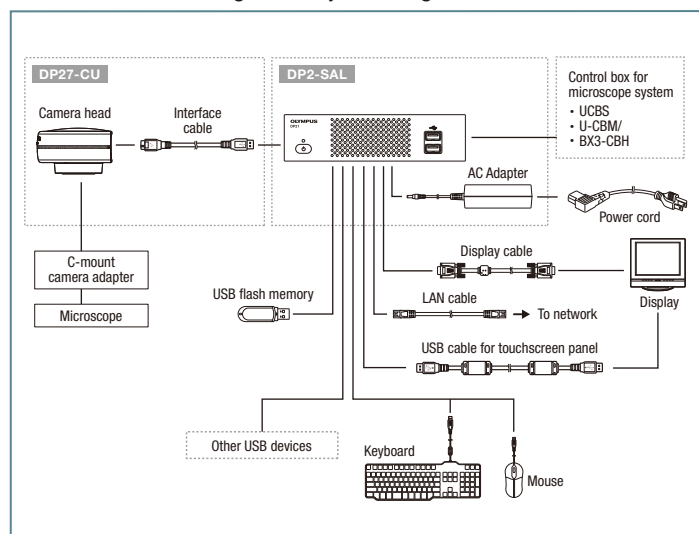 DP27-CU
DP2-SAL
Camera head
Interface
cable
OLYMPUS
DP21
Control box for
microscope system
• UCBS
• U-CBM/
• BX3-CBH
AC Adapter
Power cord
C-mount
camera adapter
Microscope
Display cable
Display
USB flash memory
LAN cable
To network
USB cable for touchscreen panel
Other USB devices
Keyboard
Mouse